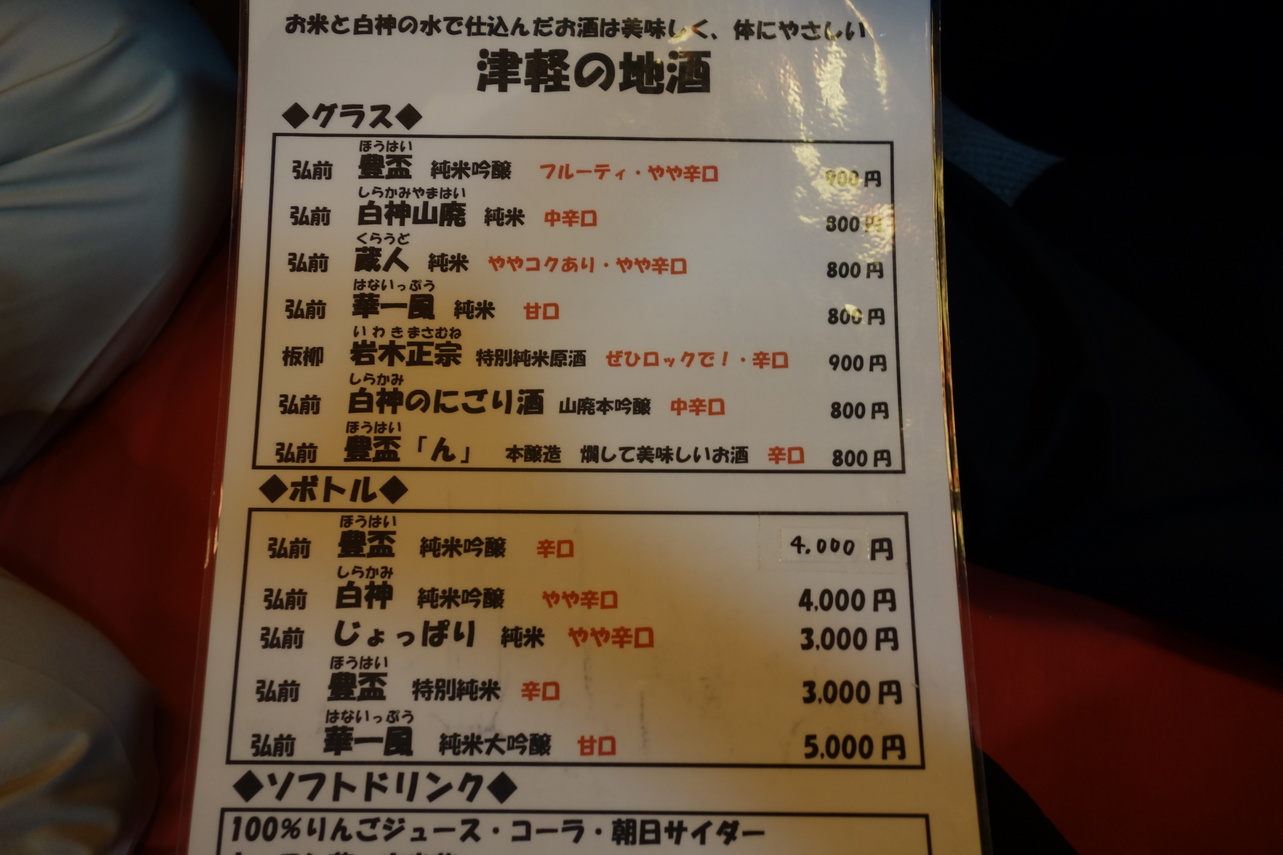 お米と白神の水で仕込んだお酒は美味しく、体にやさしい
津軽の地酒
◆グラス◆
ほうはい
弘前 豊盃 純米吟醸 フルーティ・やや辛口 900円
しらかみやまはい
弘前 白神山廃 純米 中辛口 800円
くらうど
弘前 蔵人 純米 ややコクあり・やや辛口 800円
はないっぷう
弘前 華一風 純米 甘口 800円
いわきまさむね
板柳 岩木正宗 特別純米原酒 ぜひロックで！・辛口 900円
しらかみ
弘前 白神のにごり酒 山廃本吟醸 中辛口 800円
ほうはい
弘前 豊盃「ん」 本醸造 燗して美味しいお酒 辛口 800円
◆ボトル◆
ほうはい
弘前 豊盃 純米吟醸 辛口 4.000円
しらかみ
弘前 白神 純米吟醸 やや辛口 4.000円
弘前 じょっぱり 純米 やや辛口 3.000円
ほうはい
弘前 豊盃 特別純米 辛口 3.000円
はないっぷう
弘前 華一風 純米大吟醸 甘口 5.000円
◆ソフトドリンク◆
100%りんごジュース・コーラ・朝日サイダー